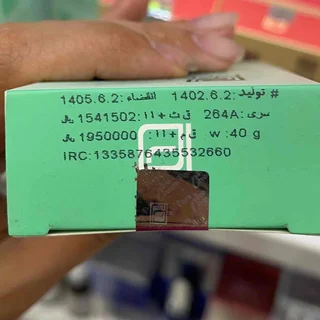 # تولید: 1402.6.2 انقضاء: 1405.6.2
سری: 264A ق ث + ۱۱: 1541502 ریال
w: 40 g ق م + ۱۱: 1950000 ریال
IRC:1335876435532660